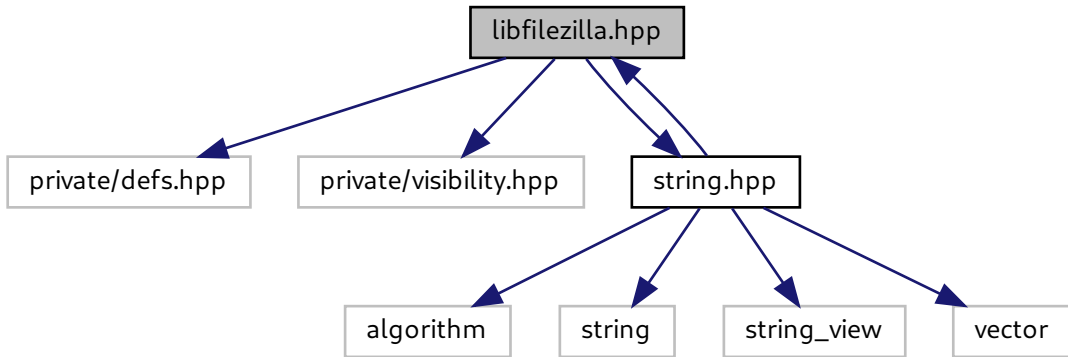 libfilezilla.hpp
private/defs.hpp
private/visibility.hpp
string.hpp
algorithm
string
string_view
vector